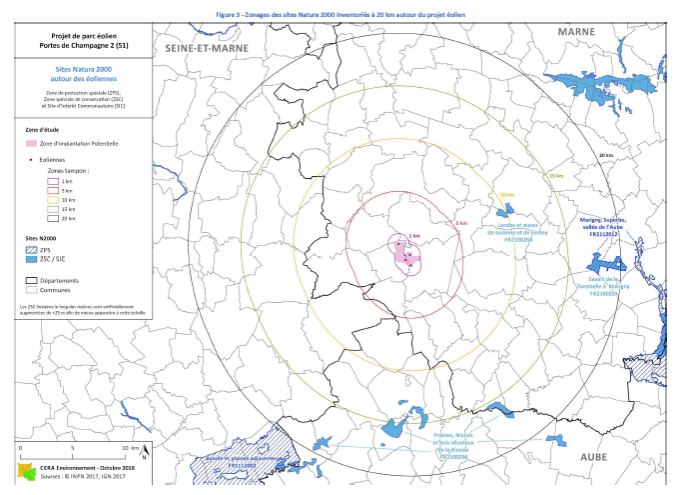 Figure 3 - Zonages des sites Natura 2000 inventoriés à 20 km autour du projet éolien
Projet de parc éolien
Portes de Champagne 2 (51)
Sites Natura 2000
autour des éoliennes
Zone de protection spéciale (ZPS),
Zone spéciale de conservation (ZSC)
et Site d'Intérêt Communautaire (SIC)
Zone d'étude
Zone d'Implantation Potentielle
Eoliennes
Zones tampon :
1 km
5 km
10 km
15 km
20 km
Sites N2000
ZPS
ZSC / SIC
Départements
Communes
Les ZSC linéaires le long des rivières sont artificiellement
augmentées de +25 m afin de mieux apparaitre à cette échelle
0 5 10 km
N
CERA Environnement - Octobre 2018
Sources : © INPN 2017, IGN 2017
SEINE-ET-MARNE
MARNE
AUBE
20 km
15 km
10 km
5 km
1 km
Landes et mares
de sézanne et de vindey
FR2100268
Marigny, Superbe,
vallée de l'Aube
FR2112012
Savart de la
Tommelle à Marigny
FR2100255
Prairies, Marais
et bois alluviaux
de la Bassée
FR2100296
Bassée et plaines adjacentes
FR1112002